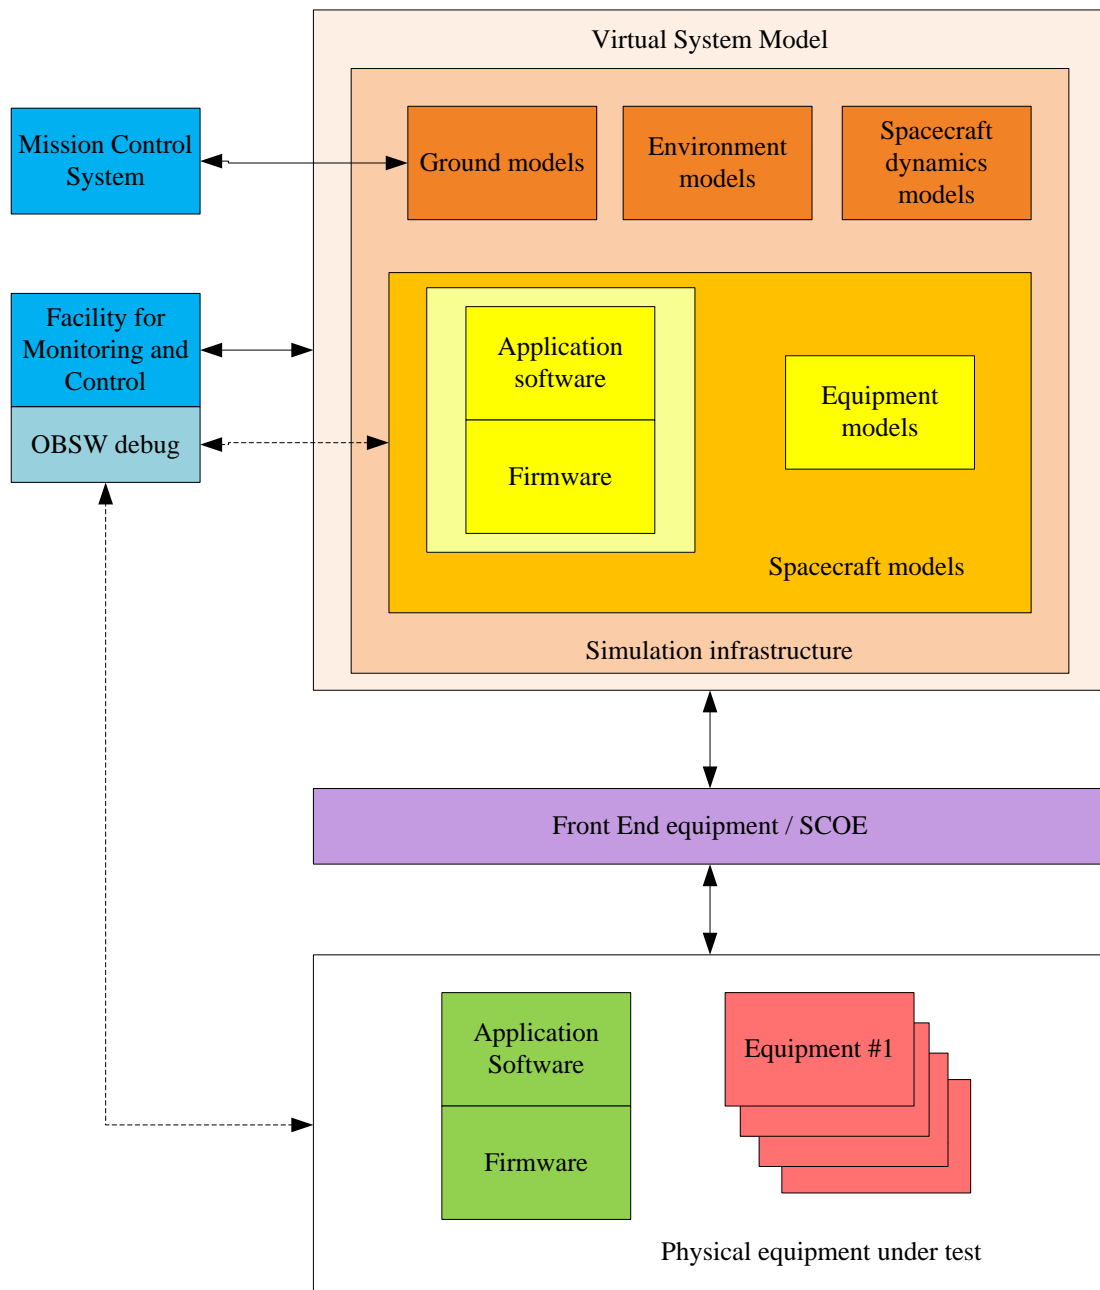 Virtual System Model
Mission Control
System
Ground models
Environment
models
Spacecraft
dynamics
models
Facility for
Monitoring and
Control
OBSW debug
Application
software
Firmware
Equipment
models
Spacecraft models
Simulation infrastructure
Front End equipment / SCOE
Application
Software
Firmware
Equipment #1
Physical equipment under test